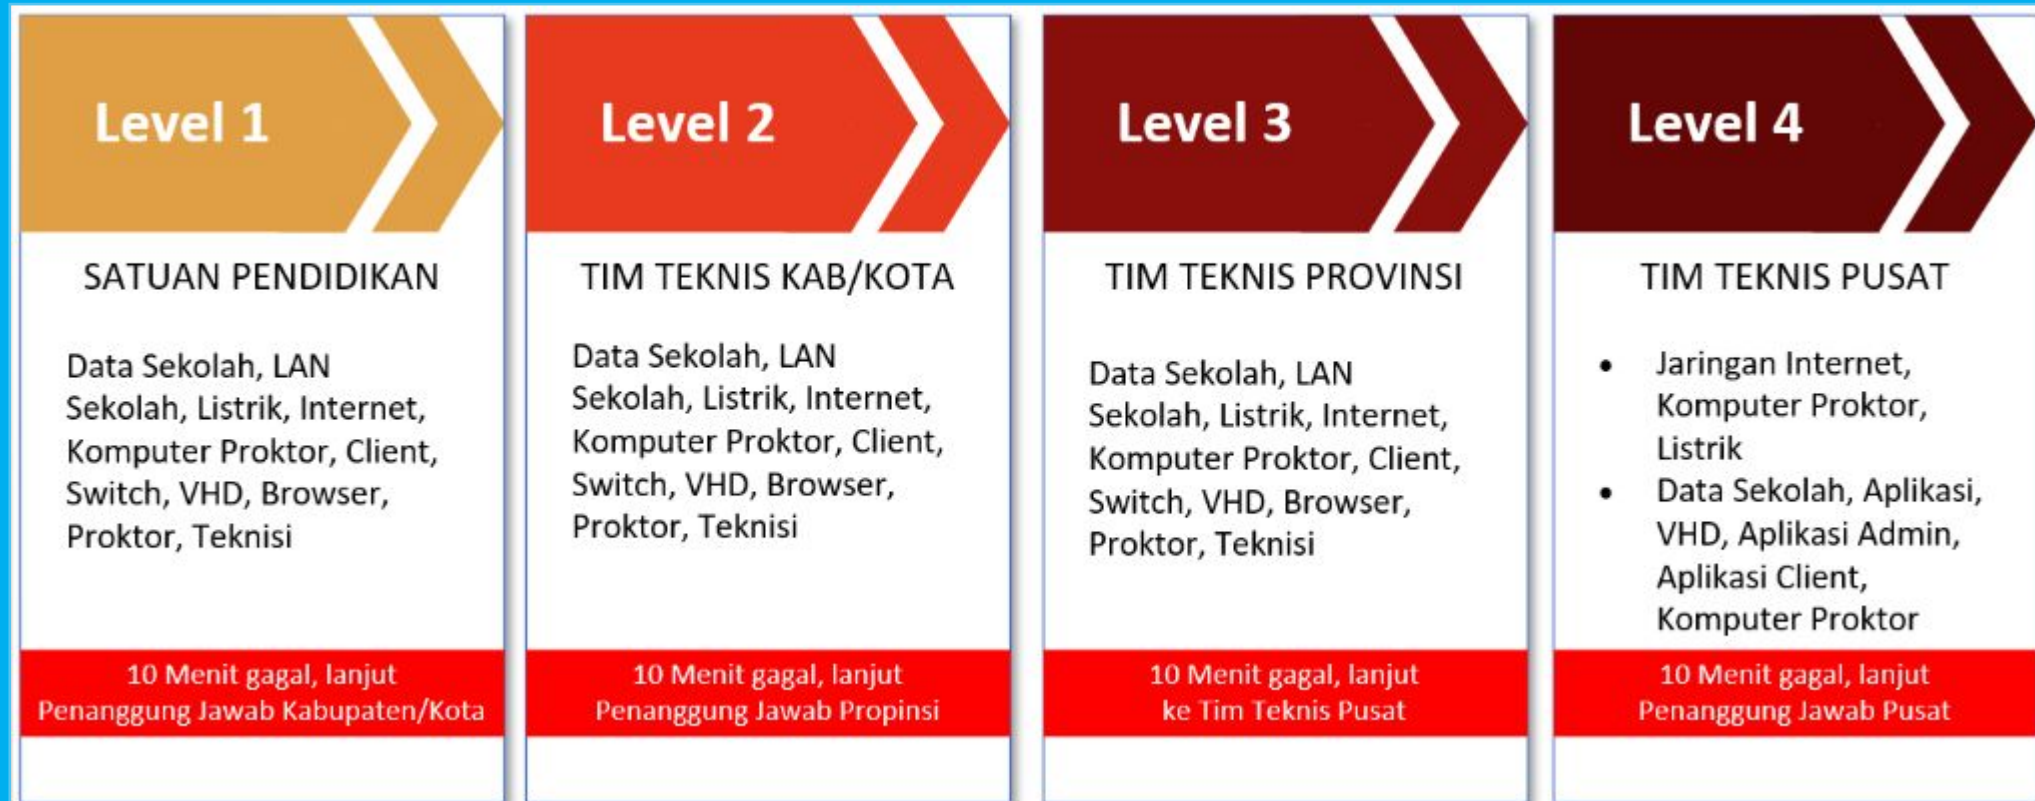 Level 1
SATUAN PENDIDIKAN
Data Sekolah, LAN
Sekolah, Listrik, Internet,
Komputer Proktor, Client,
Switch, VHD, Browser,
Proktor, Teknisi
10 Menit gagal, lanjut
Penanggung Jawab Kabupaten/Kota
Level 2
TIM TEKNIS KAB/KOTA
Data Sekolah, LAN
Sekolah, Listrik, Internet,
Komputer Proktor, Client,
Switch, VHD, Browser,
Proktor, Teknisi
10 Menit gagal, lanjut
Penanggung Jawab Propinsi
Level 3
TIM TEKNIS PROVINSI
Data Sekolah, LAN
Sekolah, Listrik, Internet,
Komputer Proktor, Client,
Switch, VHD, Browser,
Proktor, Teknisi
10 Menit gagal, lanjut
ke Tim Teknis Pusat
Level 4
TIM TEKNIS PUSAT
• Jaringan Internet,
Komputer Proktor,
Listrik
• Data Sekolah, Aplikasi,
VHD, Aplikasi Admin,
Aplikasi Client,
Komputer Proktor
10 Menit gagal, lanjut
Penanggung Jawab Pusat